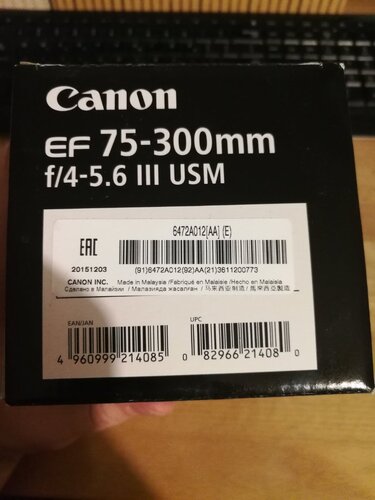 Canon
EF 75-300mm
f/4-5.6 III USM
6472A012[AA] (E)
EAC
20151203
(91)6472A012(92)AA(21)3611200773
CANON INC. Made in Malaysia /Fabriqué en Malaisie /Hecho en Malasia
Сделано в Малайзии / Малайзияда жасалған / 马来西亚制造 / 馬來西亞製造
EAN/JAN
4 960999 214085
UPC
0 82966 21408 0